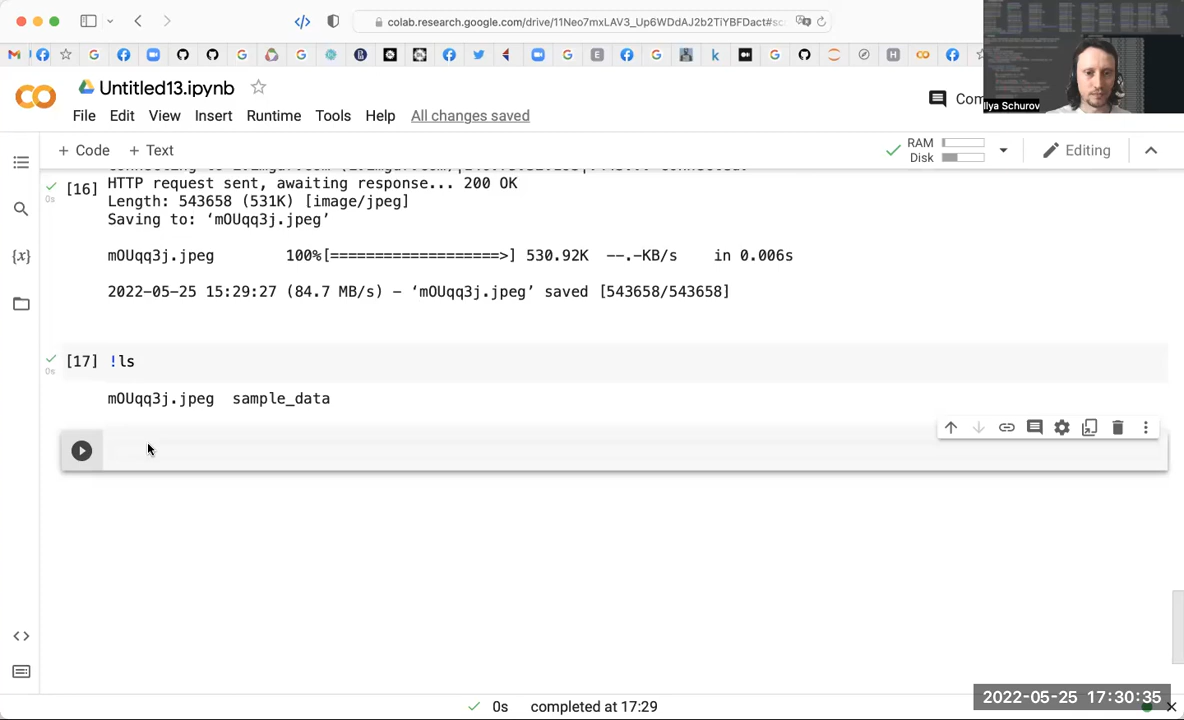 colab.research.google.com/drive/11Neo7mxLAV3_Up6WDdAJ2b2TiYBFDact#sc
Untitled13.ipynb
File Edit View Insert Runtime Tools Help All changes saved
Com
Ilya Schurov
+ Code + Text
RAM
Disk
Editing
[16] HTTP request sent, awaiting response... 200 OK
Length: 543658 (531K) [image/jpeg]
Saving to: ‘mOUqq3j.jpeg’
mOUqq3j.jpeg 100%[===================>] 530.92K --.-KB/s in 0.006s
2022-05-25 15:29:27 (84.7 MB/s) - ‘mOUqq3j.jpeg’ saved [543658/543658]
0s
[17] !ls
0s
mOUqq3j.jpeg sample_data
0s completed at 17:29
2022-05-25 17:30:35